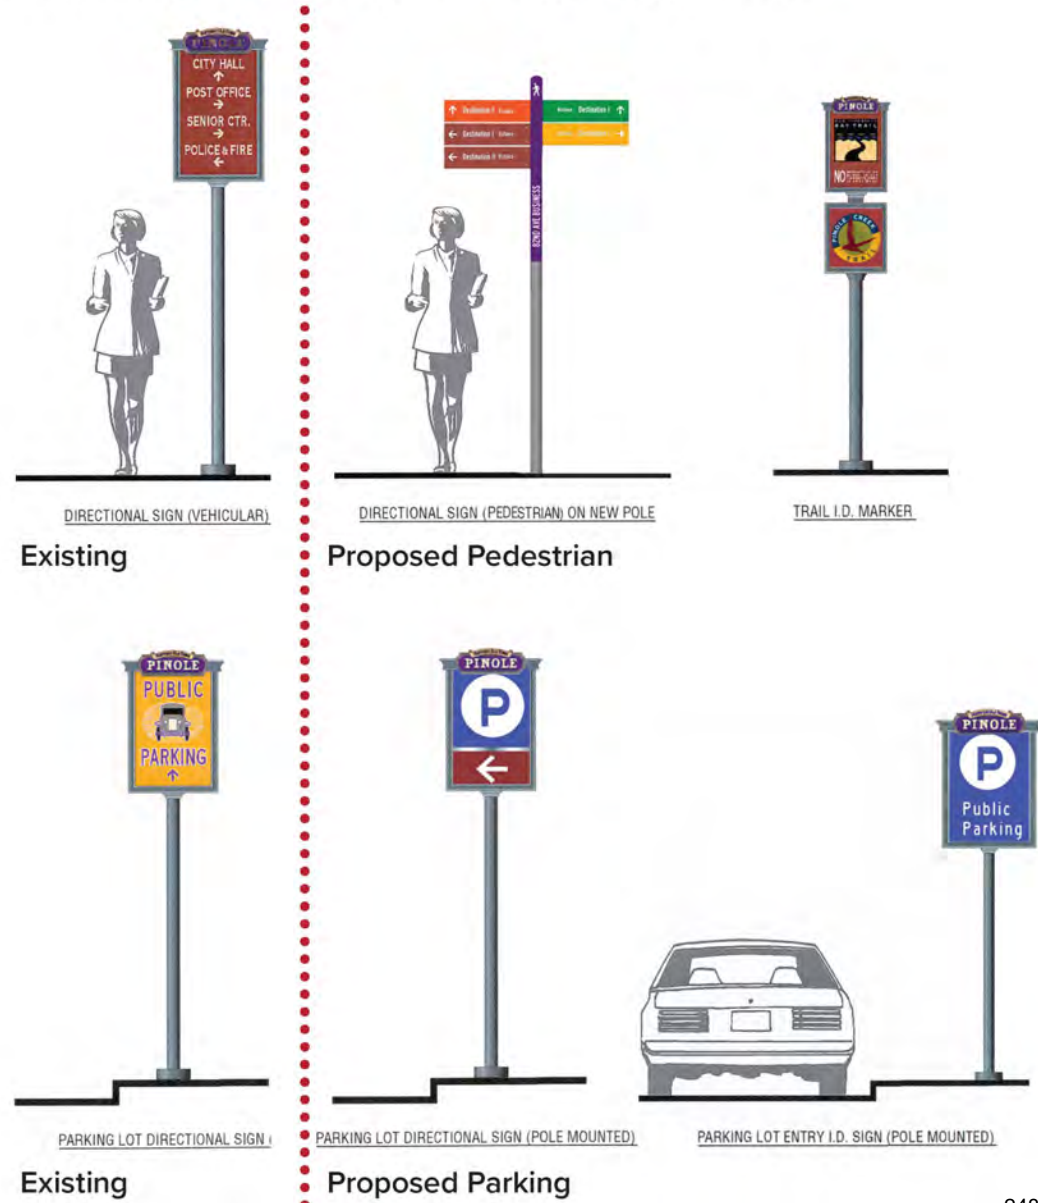 CITY HALL
↑
POST OFFICE
→
SENIOR CTR.
→
POLICE & FIRE
←
DIRECTIONAL SIGN (VEHICULAR)
Existing
↑ Destination
Destination ↑
← Destination
← Destination
82ND AVE BUSINESS
DIRECTIONAL SIGN (PEDESTRIAN) ON NEW POLE
PINOLE
BAY TRAIL
NO
PINOLE CREEK
TRAIL
TRAIL I.D. MARKER
Proposed Pedestrian
PINOLE
PUBLIC
PARKING
↑
PARKING LOT DIRECTIONAL SIGN (
Existing
PINOLE
P
←
PARKING LOT DIRECTIONAL SIGN (POLE MOUNTED)
PINOLE
P
Public
Parking
PARKING LOT ENTRY I.D. SIGN (POLE MOUNTED)
Proposed Parking